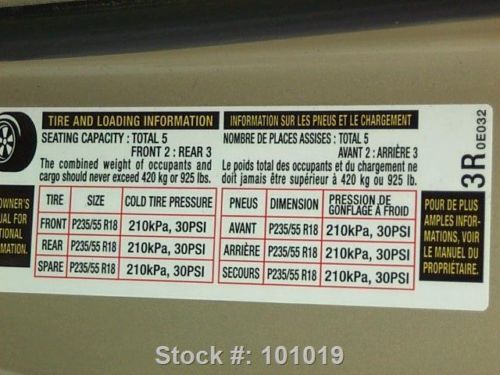 TIRE AND LOADING INFORMATION
SEATING CAPACITY : TOTAL 5
FRONT 2 : REAR 3
The combined weight of occupants and
cargo should never exceed 420 kg or 925 lbs.
TIRE SIZE COLD TIRE PRESSURE
FRONT P235/55 R18 210kPa, 30PSI
REAR P235/55 R18 210kPa, 30PSI
SPARE P235/55 R18 210kPa, 30PSI
OWNER'S
FOR
INFORMATION SUR LES PNEUS ET LE CHARGEMENT
NOMBRE DE PLACES ASSISES : TOTAL 5
AVANT 2 : ARRIÈRE 3
Le poids total des occupants et du chargement ne
doit jamais être supérieur à 420 kg ou 925 lbs.
PNEUS DIMENSION PRESSION DE
GONFLAGE À FROID
AVANT P235/55 R18 210kPa, 30PSI
ARRIÈRE P235/55 R18 210kPa, 30PSI
SECOURS P235/55 R18 210kPa, 30PSI
POUR DE PLUS
AMPLES INFOR-
MATIONS, VOIR
LE MANUEL DU
PROPRIÉTAIRE.
3R 0E032
Stock #: 101019